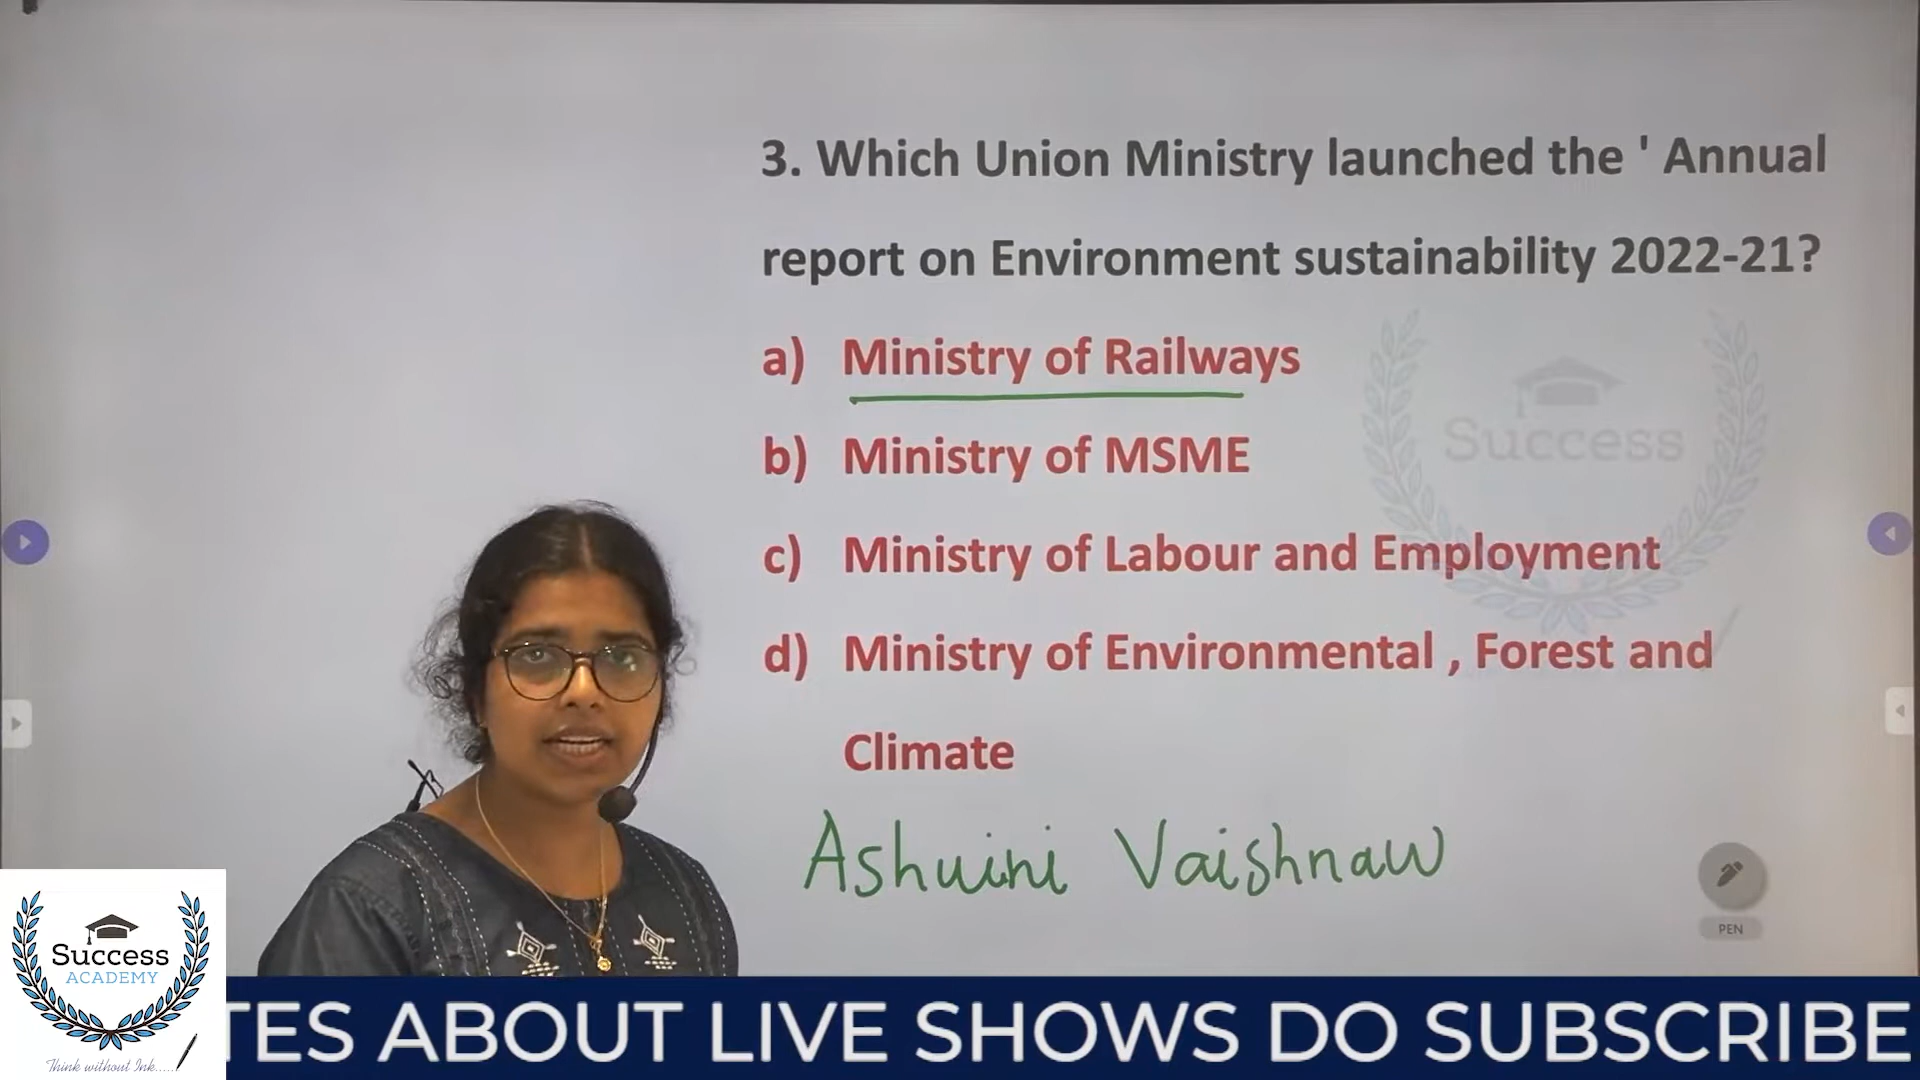 3. Which Union Ministry launched the ' Annual
report on Environment sustainability 2022-21?
a) Ministry of Railways
b) Ministry of MSME
c) Ministry of Labour and Employment
d) Ministry of Environmental , Forest and
Climate
Ashwini Vaishnaw
Success
PEN
Success
ACADEMY
Think without Ink......
TES ABOUT LIVE SHOWS DO SUBSCRIBE